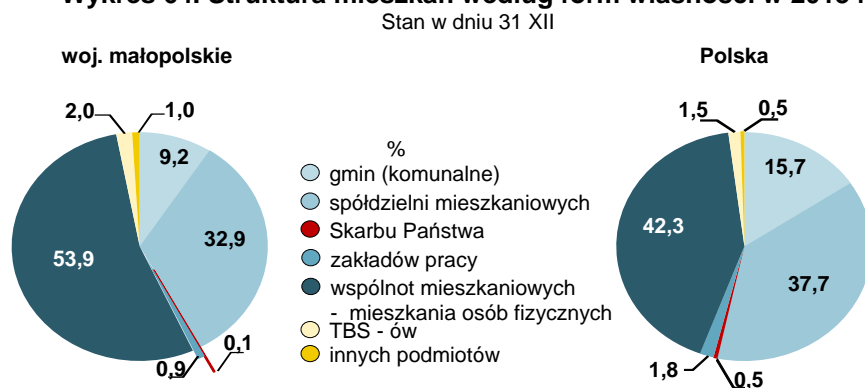 Stan w dniu 31 XII
woj. małopolskie
2,0
1,0
9,2
32,9
53,9
0,9
0,1
%
gmin (komunalne)
spółdzielni mieszkaniowych
Skarbu Państwa
zakładów pracy
wspólnot mieszkaniowych
- mieszkania osób fizycznych
TBS - ów
innych podmiotów
Polska
1,5
0,5
15,7
42,3
37,7
1,8
0,5